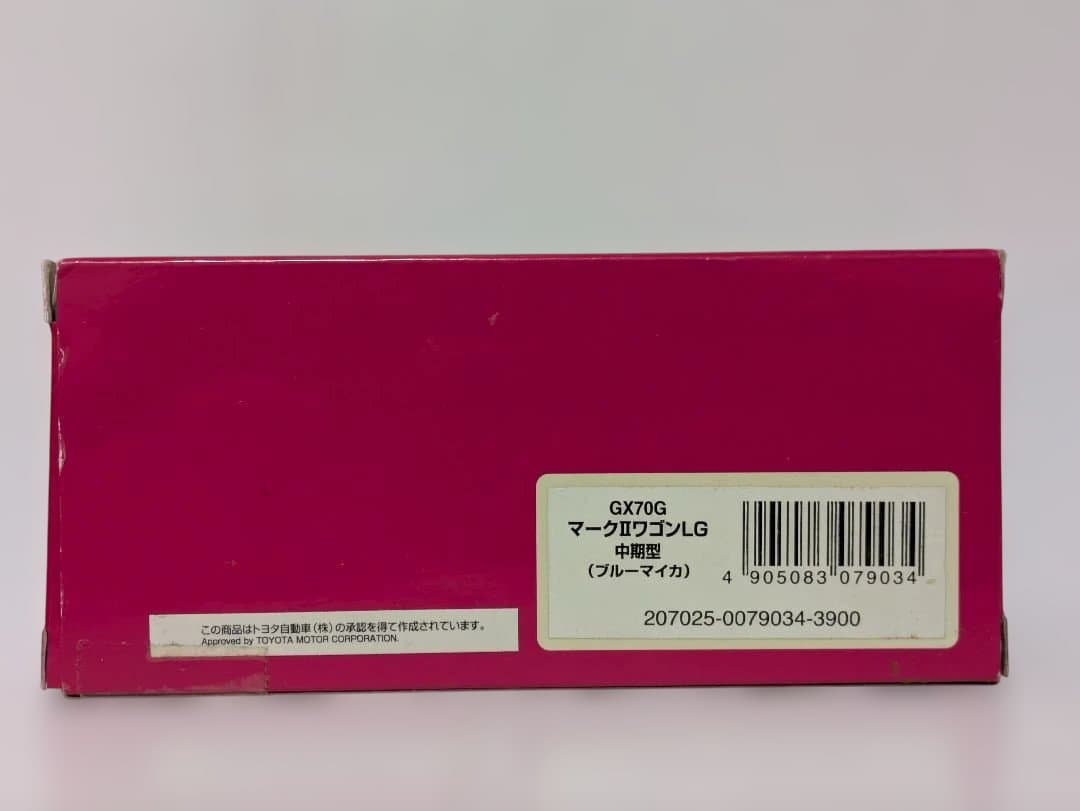 GX70G
マークⅡワゴンLG
中期型
（ブルーマイカ）
4 905083 079034
207025-0079034-3900
この商品はトヨタ自動車（株）の承認を得て作成されています。
Approved by TOYOTA MOTOR CORPORATION.